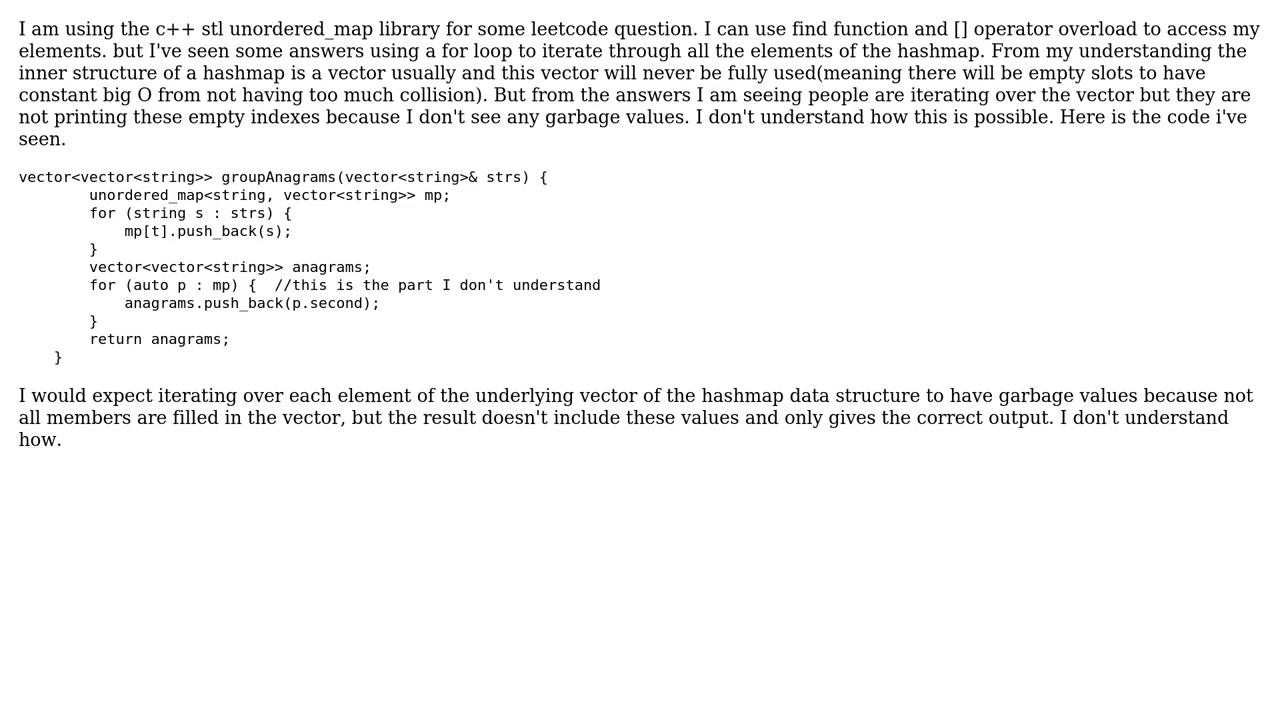 I am using the c++ stl unordered_map library for some leetcode question. I can use find function and [] operator overload to access my
elements. but I've seen some answers using a for loop to iterate through all the elements of the hashmap. From my understanding the
inner structure of a hashmap is a vector usually and this vector will never be fully used(meaning there will be empty slots to have
constant big O from not having too much collision). But from the answers I am seeing people are iterating over the vector but they are
not printing these empty indexes because I don't see any garbage values. I don't understand how this is possible. Here is the code i've
seen.
vector<vector<string>> groupAnagrams(vector<string>& strs) {
        unordered_map<string, vector<string>> mp;
        for (string s : strs) {
            mp[t].push_back(s);
        }
        vector<vector<string>> anagrams;
        for (auto p : mp) {  //this is the part I don't understand
            anagrams.push_back(p.second);
        }
        return anagrams;
    }
I would expect iterating over each element of the underlying vector of the hashmap data structure to have garbage values because not
all members are filled in the vector, but the result doesn't include these values and only gives the correct output. I don't understand
how.